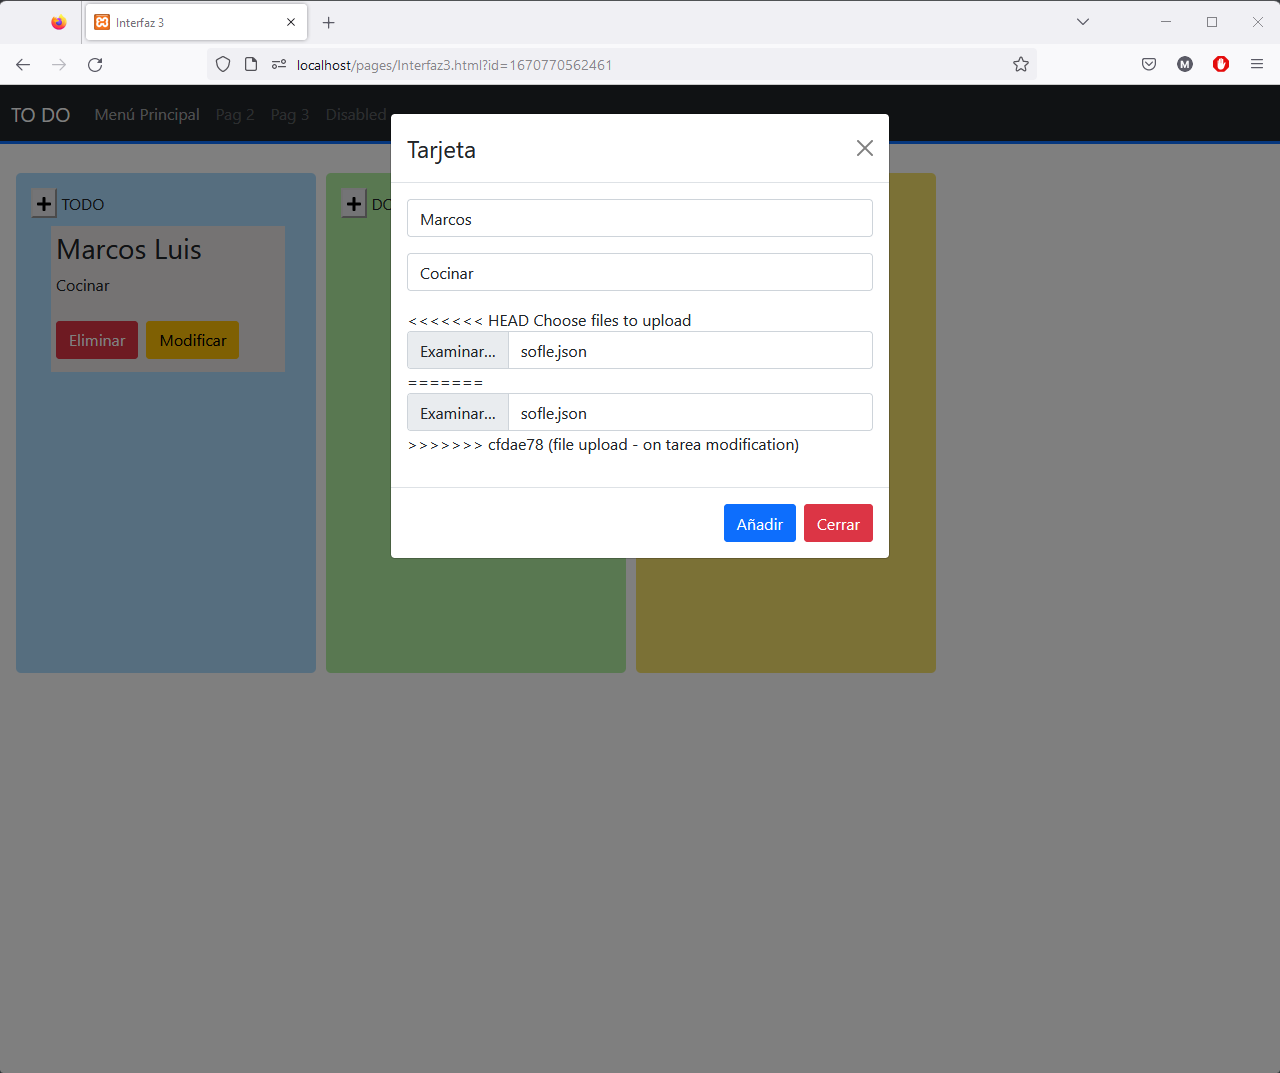 Interfaz 3
localhost/pages/Interfaz3.html?id=1670770562461
M
TO DO Menú Principal Pag 2 Pag 3 Disabled
Tarjeta
TODO
Marcos Luis
Cocinar
Eliminar Modificar
DO
Marcos
Cocinar
<<<<<<< HEAD Choose files to upload
Examinar... sofle.json
=======
Examinar... sofle.json
>>>>>>> cfdae78 (file upload - on tarea modification)
Añadir Cerrar